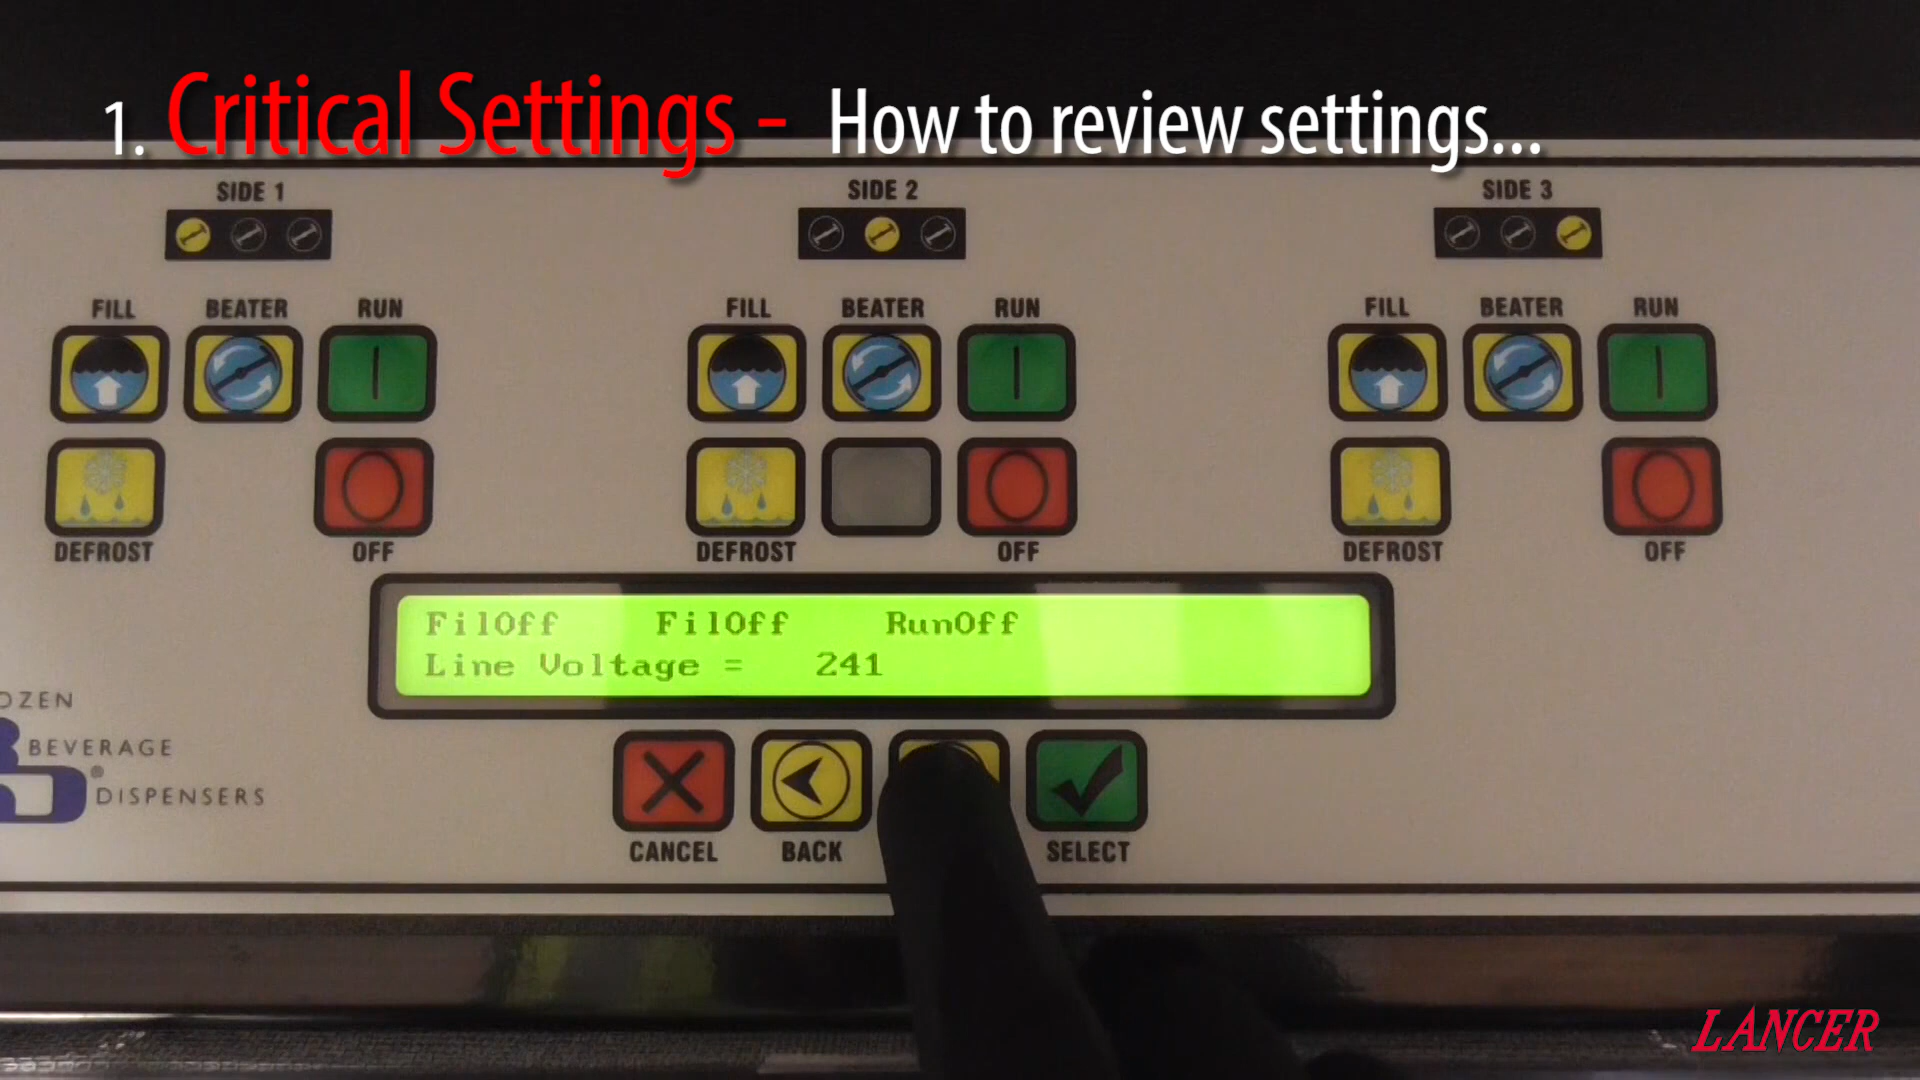 1. Critical Settings - How to review settings...
SIDE 1
SIDE 2
SIDE 3
FILL BEATER RUN
FILL BEATER RUN
FILL BEATER RUN
DEFROST OFF
DEFROST OFF
DEFROST OFF
FilOff FilOff RunOff
Line Voltage = 241
BEVERAGE
DISPENSERS
CANCEL BACK SELECT
LANCER